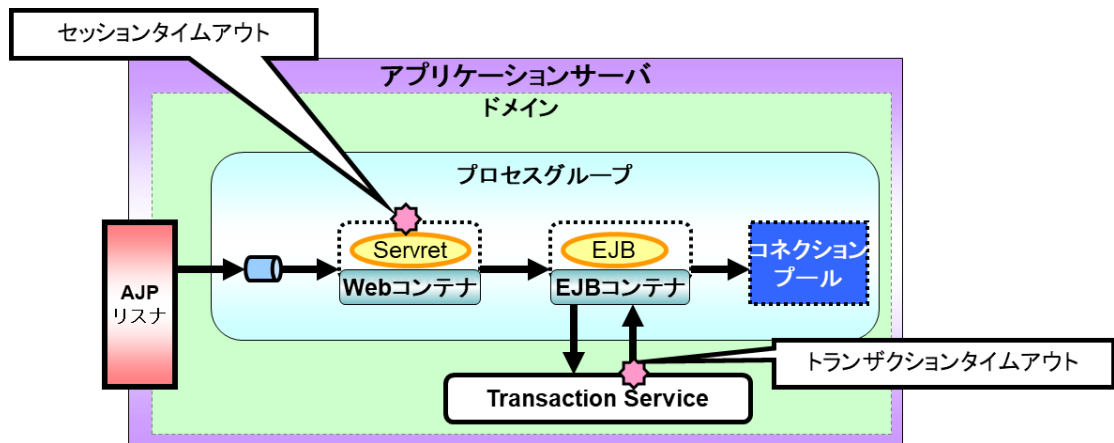 セッションタイムアウト
アプリケーションサーバ
ドメイン
プロセスグループ
AJP
リスナ
Servret
Webコンテナ
EJB
EJBコンテナ
コネクション
プール
トランザクションタイムアウト
Transaction Service